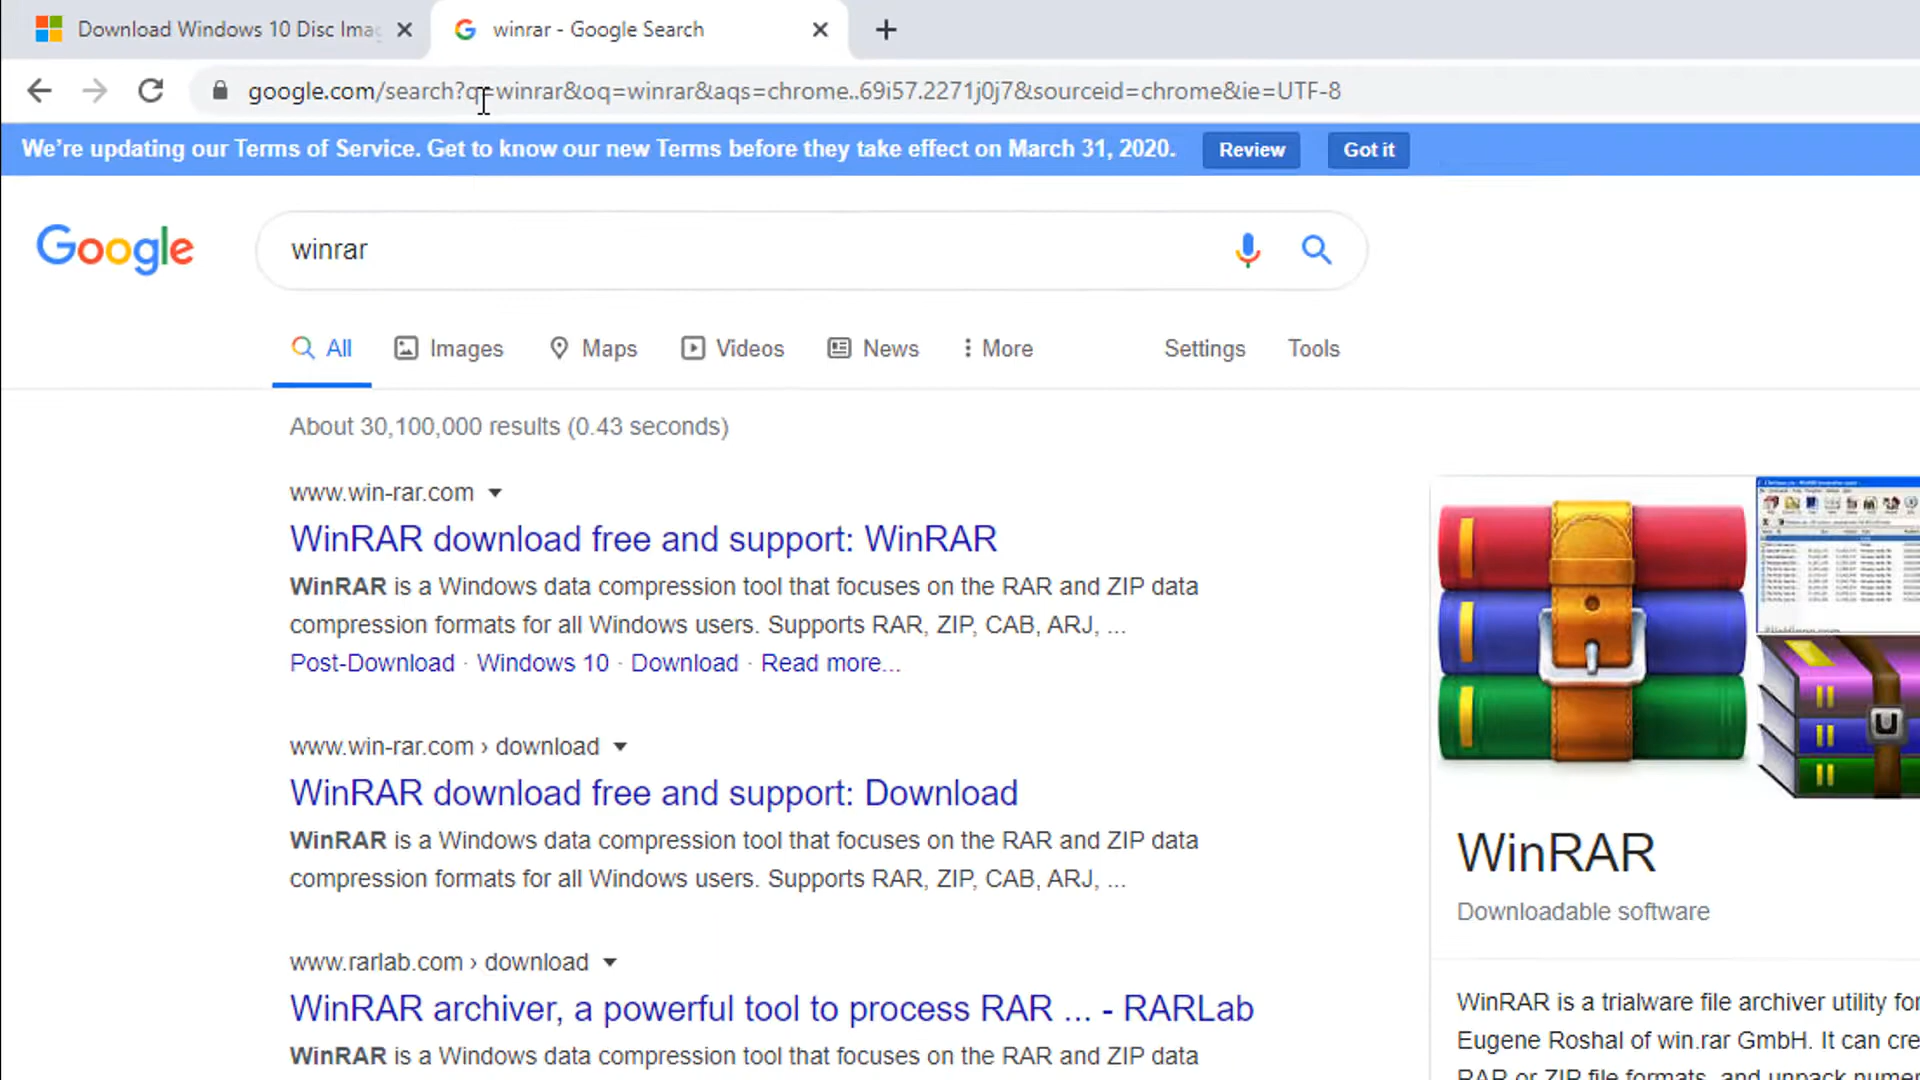 Download Windows 10 Disc Ima
winrar - Google Search
google.com/search?q=winrar&oq=winrar&aqs=chrome..69i57.2271j0j7&sourceid=chrome&ie=UTF-8
We're updating our Terms of Service. Get to know our new Terms before they take effect on March 31, 2020. Review Got it
Google
winrar
All Images Maps Videos News More Settings Tools
About 30,100,000 results (0.43 seconds)
www.win-rar.com
WinRAR download free and support: WinRAR
WinRAR is a Windows data compression tool that focuses on the RAR and ZIP data
compression formats for all Windows users. Supports RAR, ZIP, CAB, ARJ, ...
Post-Download · Windows 10 · Download · Read more...
www.win-rar.com › download
WinRAR download free and support: Download
WinRAR is a Windows data compression tool that focuses on the RAR and ZIP data
compression formats for all Windows users. Supports RAR, ZIP, CAB, ARJ, ...
www.rarlab.com › download
WinRAR archiver, a powerful tool to process RAR ... - RARLab
WinRAR is a Windows data compression tool that focuses on the RAR and ZIP data
U
WinRAR
Downloadable software
WinRAR is a trialware file archiver utility for
Eugene Roshal of win.rar GmbH. It can cre
RAR or ZIP file formats, and unpack numer